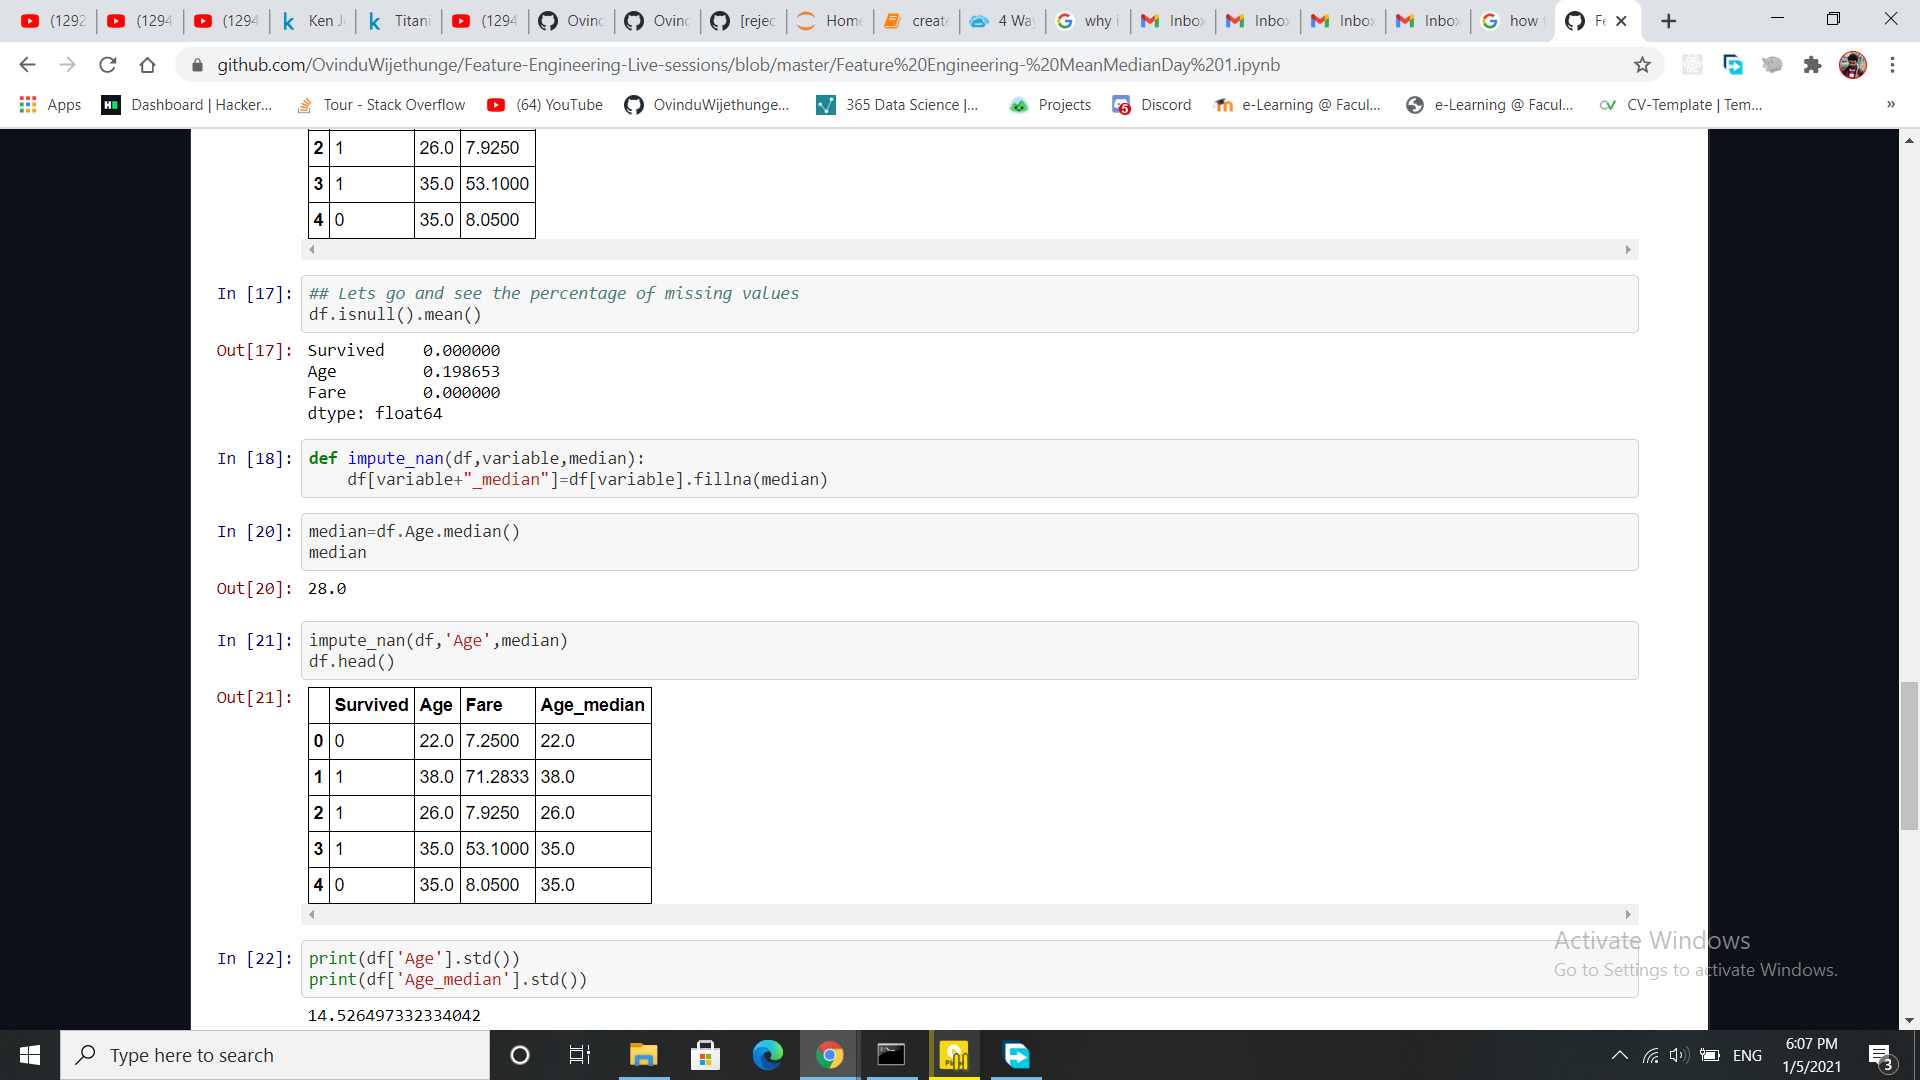 (1292
(1294
(1294
Ken J
Titani
(1294
Ovind
Ovind
[rejec
Home
create
4 Wa
why i
Inbox
Inbox
Inbox
Inbox
how
Fe
github.com/OvinduWijethunge/Feature-Engineering-Live-sessions/blob/master/Feature%20Engineering-%20MeanMedianDay%201.ipynb
Apps
Dashboard | Hacker...
Tour - Stack Overflow
(64) YouTube
OvinduWijethunge...
365 Data Science |...
Projects
Discord
e-Learning @ Facul...
e-Learning @ Facul...
CV-Template | Tem...
»
2 1 26.0 7.9250
3 1 35.0 53.1000
4 0 35.0 8.0500
In [17]: ## Lets go and see the percentage of missing values
df.isnull().mean()
Out[17]: Survived 0.000000
Age 0.198653
Fare 0.000000
dtype: float64
In [18]: def impute_nan(df,variable,median):
df[variable+"_median"]=df[variable].fillna(median)
In [20]: median=df.Age.median()
median
Out[20]: 28.0
In [21]: impute_nan(df,'Age',median)
df.head()
Out[21]:
Survived Age Fare Age_median
0 0 22.0 7.2500 22.0
1 1 38.0 71.2833 38.0
2 1 26.0 7.9250 26.0
3 1 35.0 53.1000 35.0
4 0 35.0 8.0500 35.0
In [22]: print(df['Age'].std())
print(df['Age_median'].std())
14.526497332334042
Activate Windows
Go to Settings to activate Windows.
Type here to search
ENG
6:07 PM
1/5/2021
3